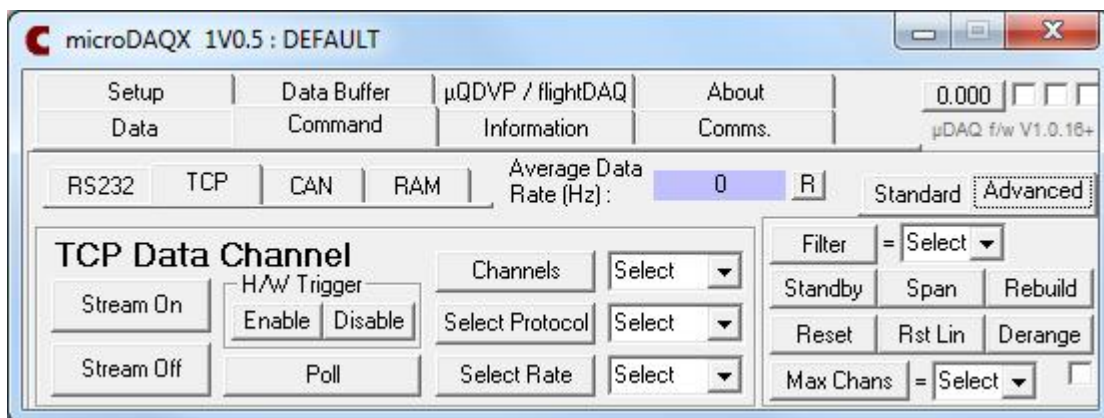 microDAQX 1V0.5 : DEFAULT
Setup Data Buffer µQDVP / flightDAQ About 0.000
Data Command Information Comms. µDAQ f/w V1.0.16+
RS232 TCP CAN RAM Average Data Rate (Hz) : 0 R Standard Advanced
TCP Data Channel
H/W Trigger
Stream On Enable Disable Channels Select Filter = Select
Standby Span Rebuild
Select Protocol Select Reset Rst Lin Derange
Stream Off Poll Select Rate Select Max Chans = Select